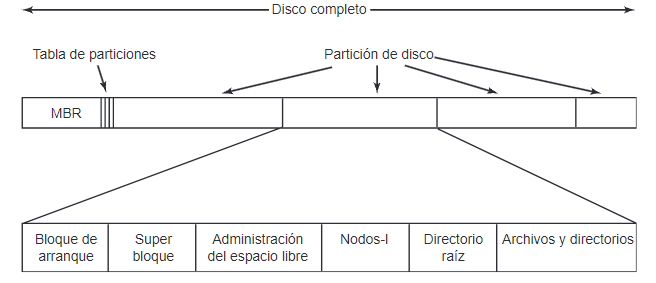 Disco completo
Tabla de particiones
Partición de disco
MBR
Bloque de
arranque
Super
bloque
Administración
del espacio libre
Nodos-I
Directorio
raíz
Archivos y directorios